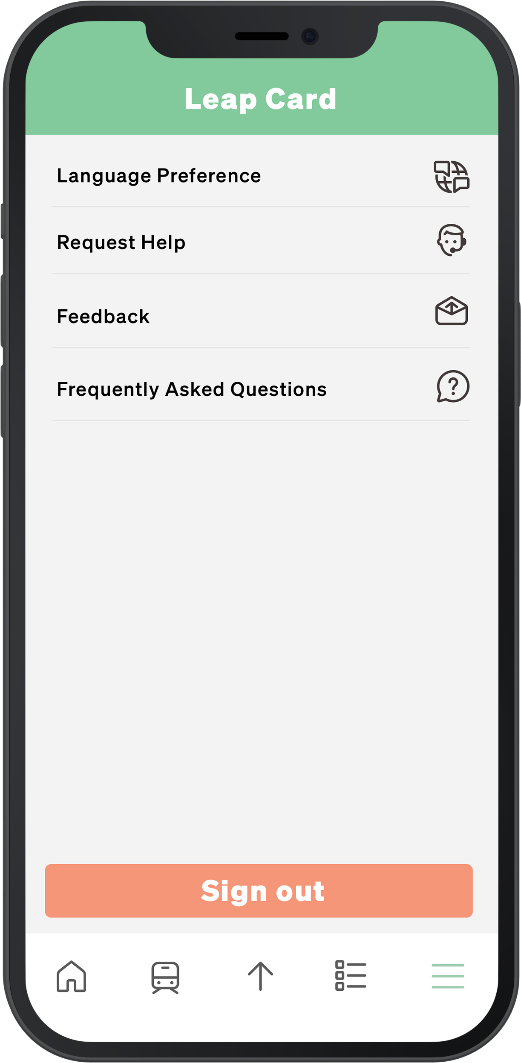 Leap Card
Language Preference
Request Help
Feedback
Frequently Asked Questions
Sign out